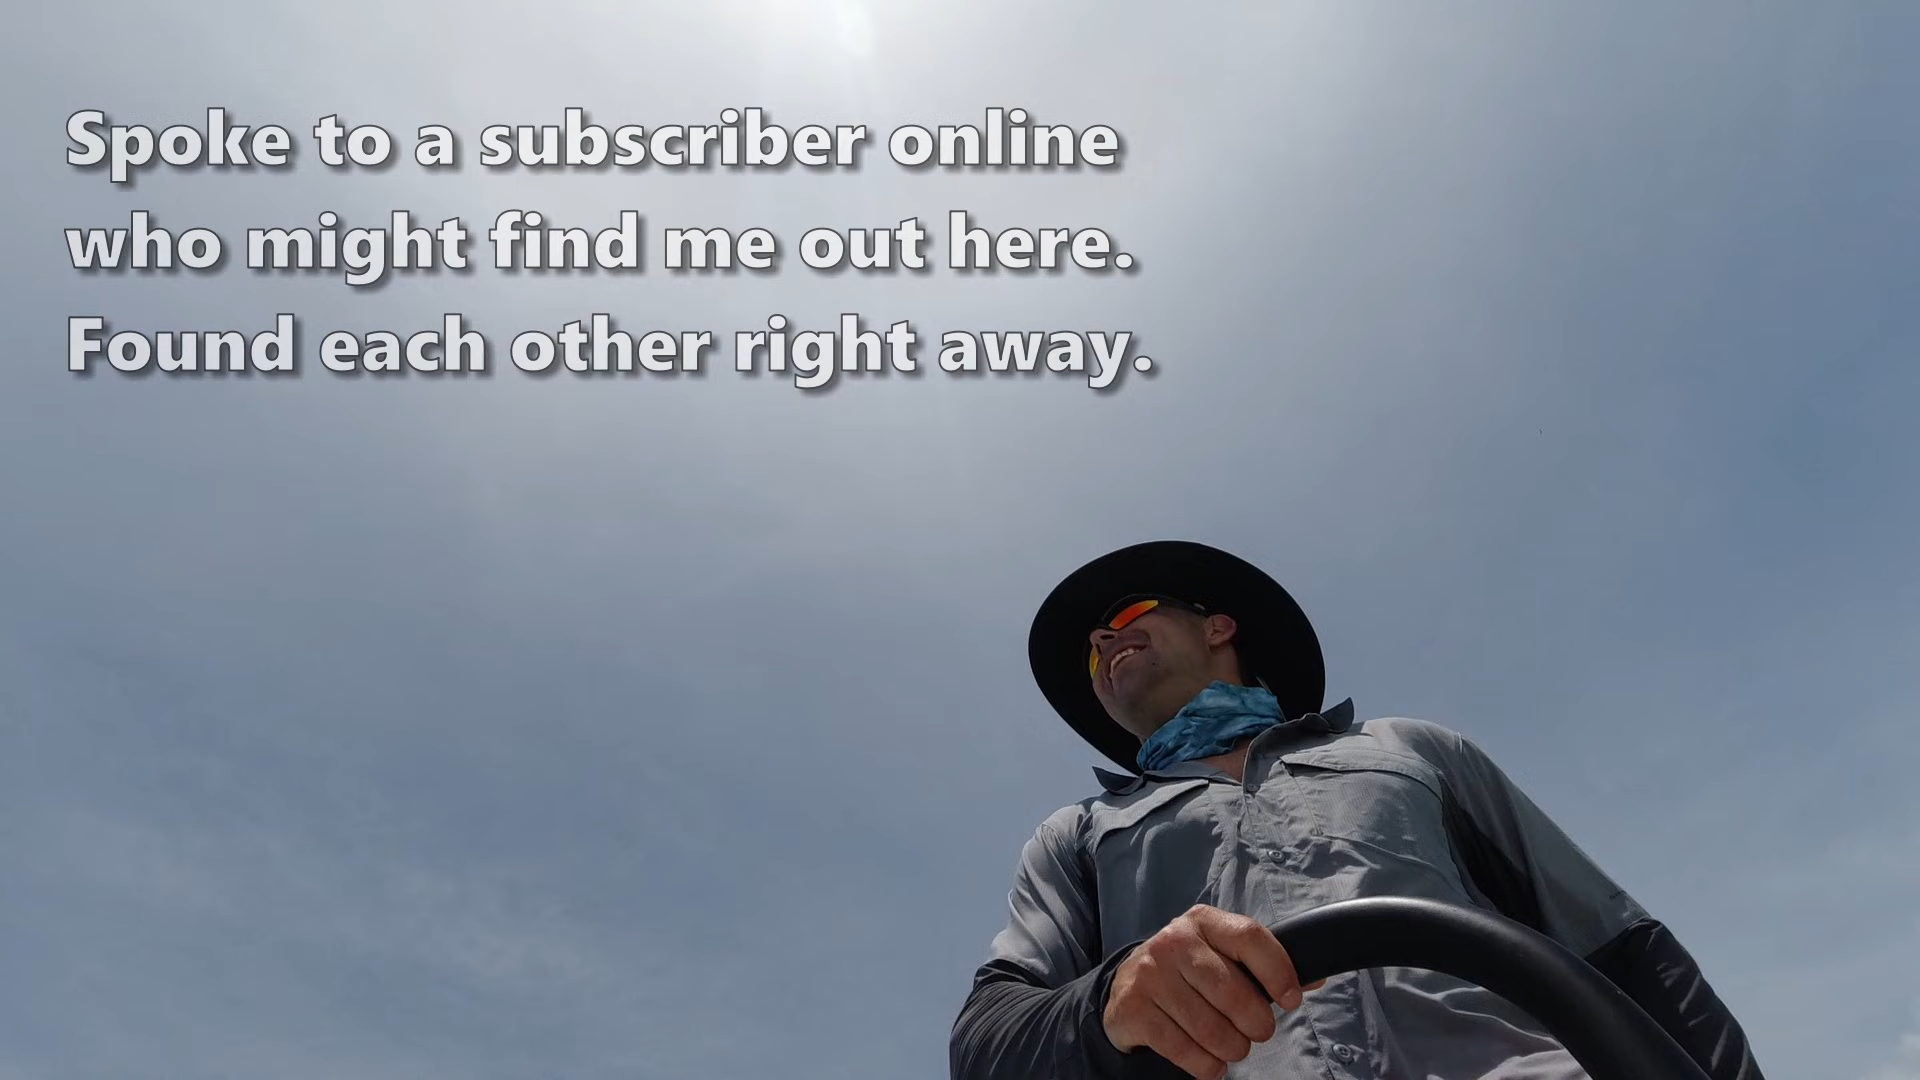 Spoke to a subscriber online
who might find me out here.
Found each other right away.